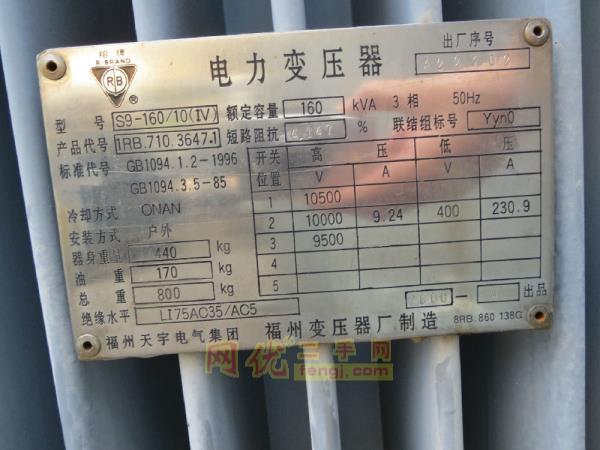 榕牌
R-BRAND
RB
®
电力变压器
出厂序号
型号 S9-160/10(IV) 额定容量 160 kVA 3相 50Hz
产品代号 1RB.710.3647.1 短路阻抗 % 联结组标号 Yyn0
标准代号 GB1094.1.2-1996
GB1094.3.5-85
冷却方式 ONAN
安装方式 户外
器身重量 440 kg
油重 170 kg
总重 800 kg
绝缘水平 LI75AC35/AC5
开关位置 高压 低压
V A V A
1 10500
2 10000 9.24 400 230.9
3 9500
4
5
出品
福州天宇电气集团 福州变压器厂制造 8RB.860 138G
网优二手网
fengj.com